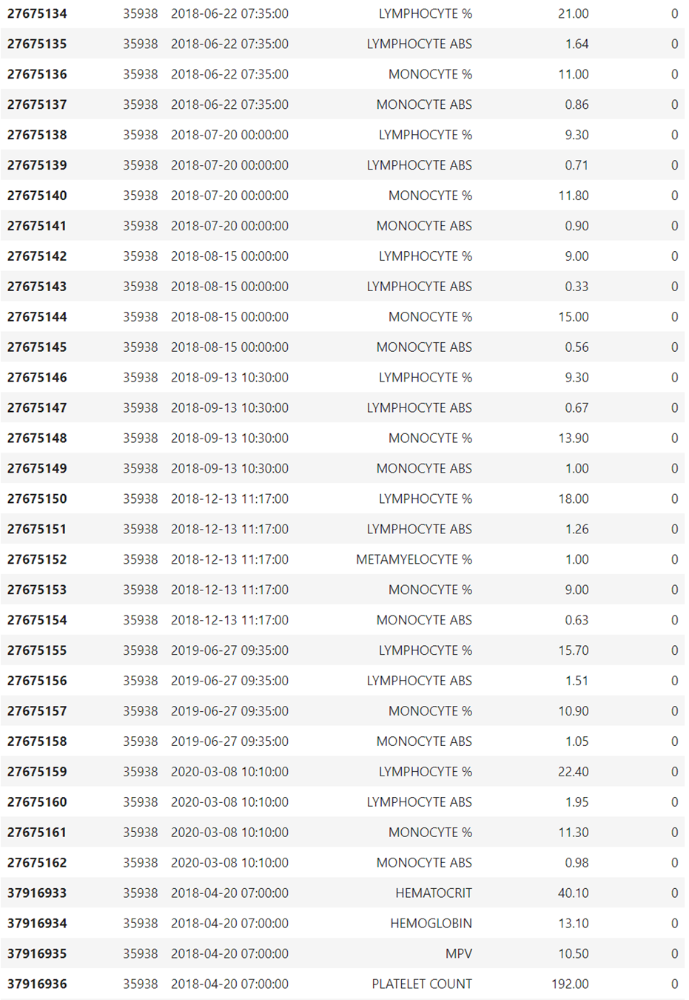 27675134 35938 2018-06-22 07:35:00 LYMPHOCYTE % 21.00 0
27675135 35938 2018-06-22 07:35:00 LYMPHOCYTE ABS 1.64 0
27675136 35938 2018-06-22 07:35:00 MONOCYTE % 11.00 0
27675137 35938 2018-06-22 07:35:00 MONOCYTE ABS 0.86 0
27675138 35938 2018-07-20 00:00:00 LYMPHOCYTE % 9.30 0
27675139 35938 2018-07-20 00:00:00 LYMPHOCYTE ABS 0.71 0
27675140 35938 2018-07-20 00:00:00 MONOCYTE % 11.80 0
27675141 35938 2018-07-20 00:00:00 MONOCYTE ABS 0.90 0
27675142 35938 2018-08-15 00:00:00 LYMPHOCYTE % 9.00 0
27675143 35938 2018-08-15 00:00:00 LYMPHOCYTE ABS 0.33 0
27675144 35938 2018-08-15 00:00:00 MONOCYTE % 15.00 0
27675145 35938 2018-08-15 00:00:00 MONOCYTE ABS 0.56 0
27675146 35938 2018-09-13 10:30:00 LYMPHOCYTE % 9.30 0
27675147 35938 2018-09-13 10:30:00 LYMPHOCYTE ABS 0.67 0
27675148 35938 2018-09-13 10:30:00 MONOCYTE % 13.90 0
27675149 35938 2018-09-13 10:30:00 MONOCYTE ABS 1.00 0
27675150 35938 2018-12-13 11:17:00 LYMPHOCYTE % 18.00 0
27675151 35938 2018-12-13 11:17:00 LYMPHOCYTE ABS 1.26 0
27675152 35938 2018-12-13 11:17:00 METAMYELOCYTE % 1.00 0
27675153 35938 2018-12-13 11:17:00 MONOCYTE % 9.00 0
27675154 35938 2018-12-13 11:17:00 MONOCYTE ABS 0.63 0
27675155 35938 2019-06-27 09:35:00 LYMPHOCYTE % 15.70 0
27675156 35938 2019-06-27 09:35:00 LYMPHOCYTE ABS 1.51 0
27675157 35938 2019-06-27 09:35:00 MONOCYTE % 10.90 0
27675158 35938 2019-06-27 09:35:00 MONOCYTE ABS 1.05 0
27675159 35938 2020-03-08 10:10:00 LYMPHOCYTE % 22.40 0
27675160 35938 2020-03-08 10:10:00 LYMPHOCYTE ABS 1.95 0
27675161 35938 2020-03-08 10:10:00 MONOCYTE % 11.30 0
27675162 35938 2020-03-08 10:10:00 MONOCYTE ABS 0.98 0
37916933 35938 2018-04-20 07:00:00 HEMATOCRIT 40.10 0
37916934 35938 2018-04-20 07:00:00 HEMOGLOBIN 13.10 0
37916935 35938 2018-04-20 07:00:00 MPV 10.50 0
37916936 35938 2018-04-20 07:00:00 PLATELET COUNT 192.00 0